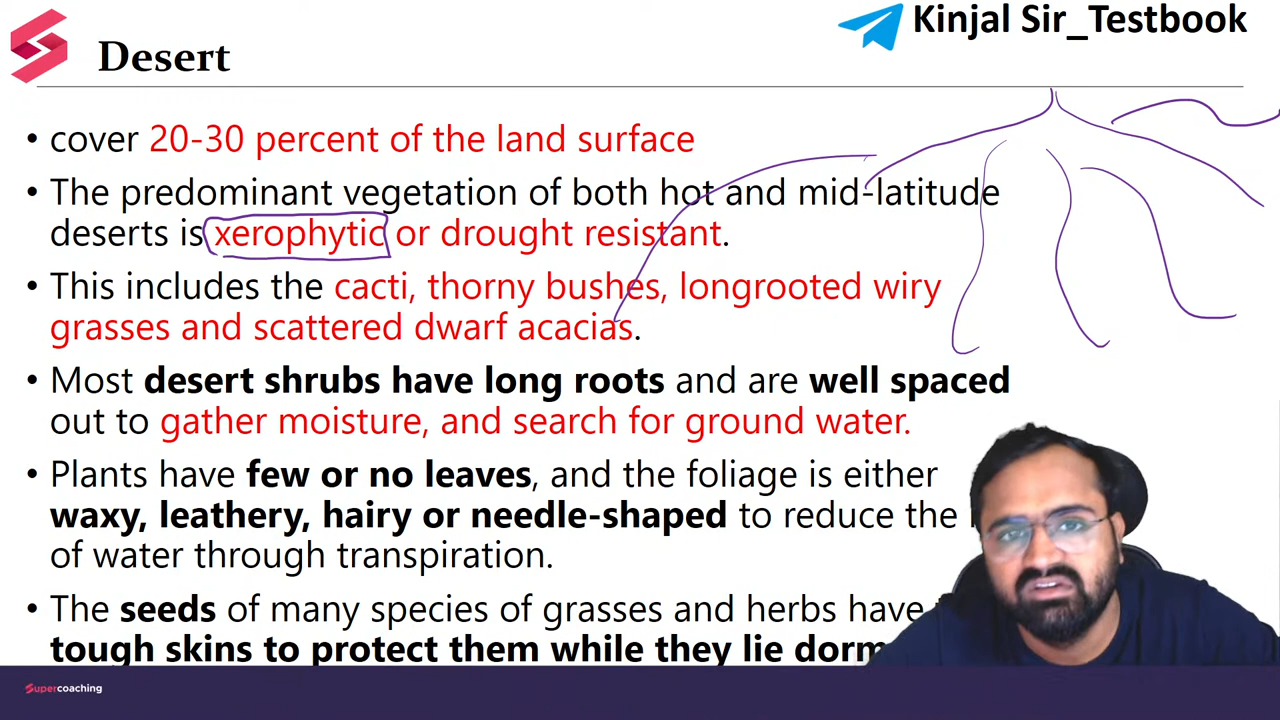 Kinjal Sir_Testbook
Desert
• cover 20-30 percent of the land surface
• The predominant vegetation of both hot and mid-latitude
deserts is xerophytic or drought resistant.
• This includes the cacti, thorny bushes, longrooted wiry
grasses and scattered dwarf acacias.
• Most desert shrubs have long roots and are well spaced
out to gather moisture, and search for ground water.
• Plants have few or no leaves, and the foliage is either
waxy, leathery, hairy or needle-shaped to reduce the
of water through transpiration.
• The seeds of many species of grasses and herbs have
tough skins to protect them while they lie
Supercoaching